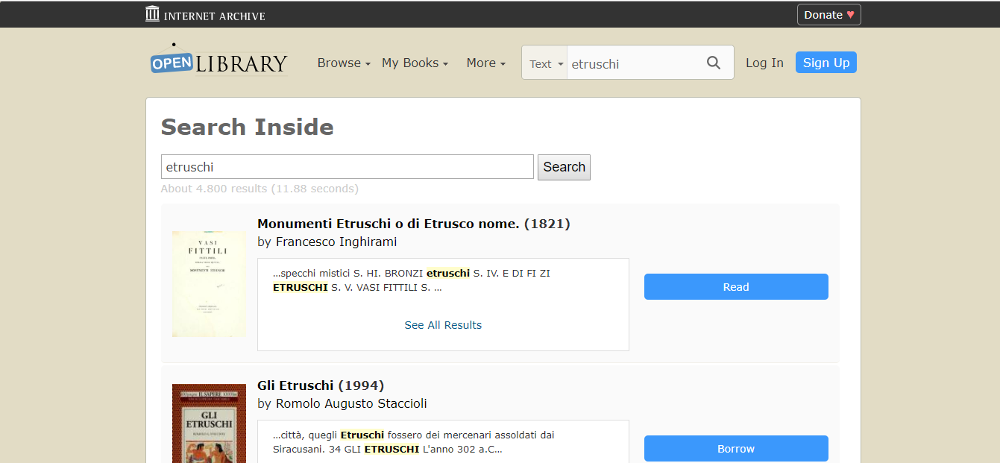 INTERNET ARCHIVE
Donate ♥
OPEN LIBRARY
Browse
My Books
More
Text
etruschi
Log In
Sign Up
Search Inside
etruschi
Search
About 4.800 results (11.88 seconds)
Monumenti Etruschi o di Etrusco nome. (1821)
by Francesco Inghirami
VASI
FITTILI
MONUMENTI ETRUSCHI
...specchi mistici S. HI. BRONZI etruschi S. IV. E DI FI ZI
ETRUSCHI S. V. VASI FITTILI S. ...
See All Results
Read
Gli Etruschi (1994)
by Romolo Augusto Staccioli
IL SAPERE
GLI
ETRUSCHI
ROMOLO A. STACCIOLI
...città, quegli Etruschi fossero dei mercenari assoldati dai
Siracusani. 34 GLI ETRUSCHI L'anno 302 a.C...
Borrow